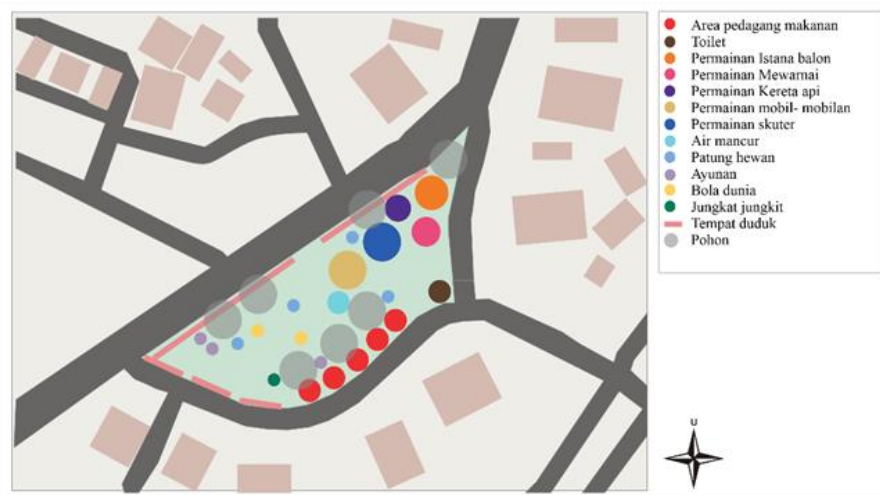 Area pedagang makanan
Toilet
Permainan Istana balon
Permainan Mewarnai
Permainan Kereta api
Permainan mobil- mobilan
Permainan skuter
Air mancur
Patung hewan
Ayunan
Bola dunia
Jungkat jungkit
Tempat duduk
Pohon
U